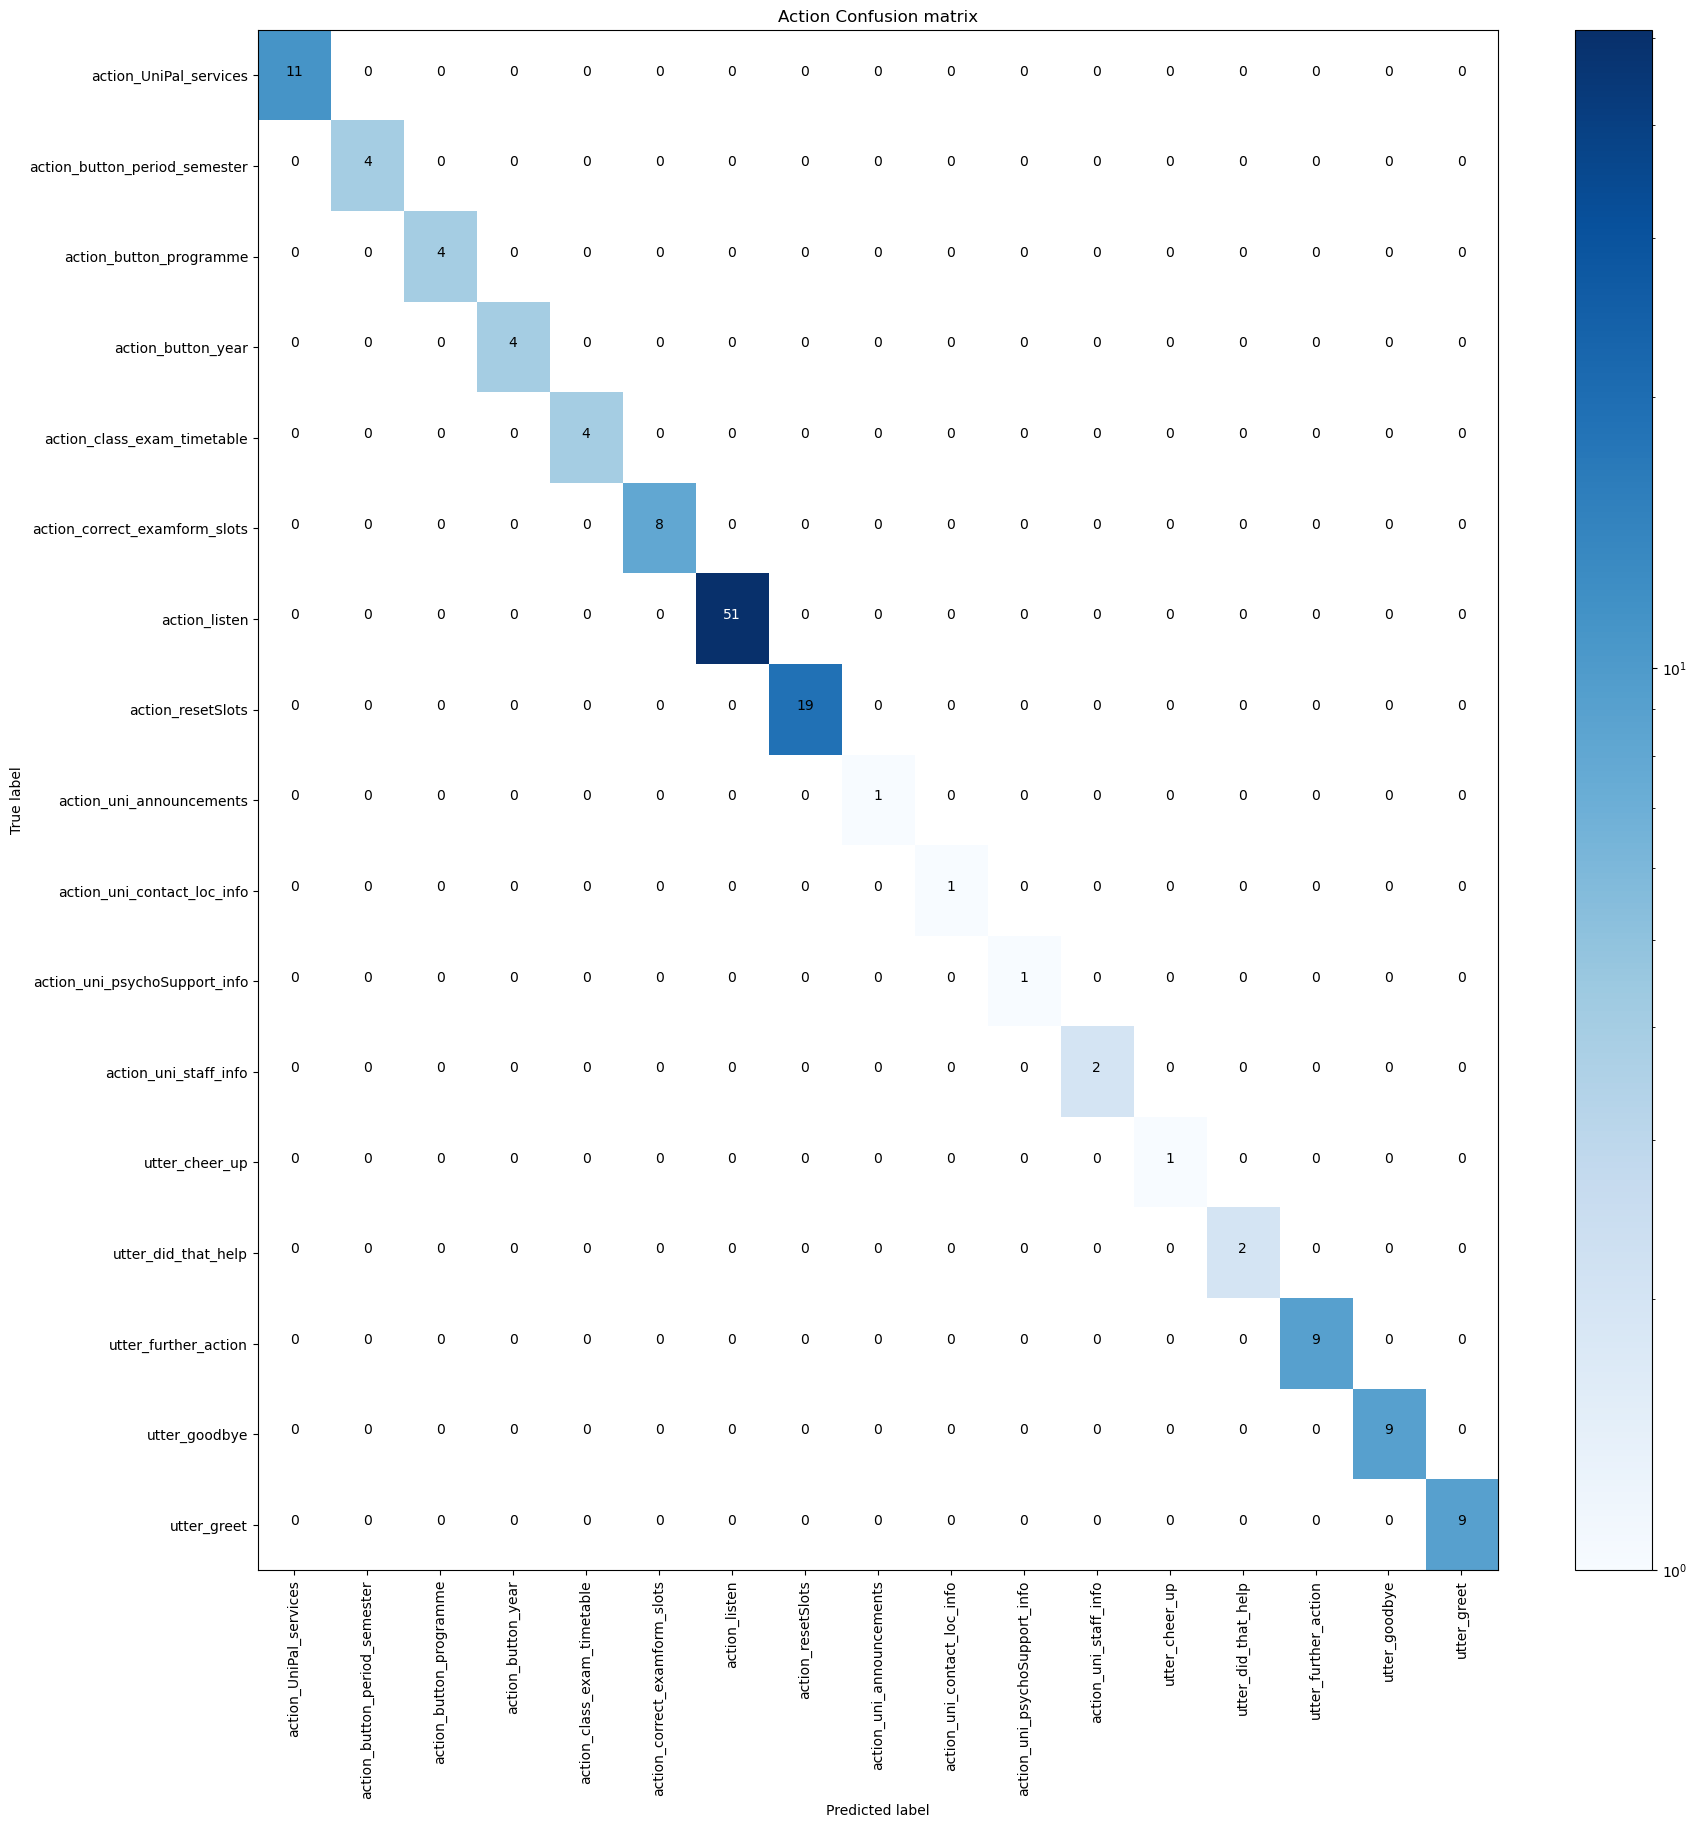 Action Confusion matrix
True label
action_UniPal_services 11 0 0 0 0 0 0 0 0 0 0 0 0 0 0 0 0
action_button_period_semester 0 4 0 0 0 0 0 0 0 0 0 0 0 0 0 0 0
action_button_programme 0 0 4 0 0 0 0 0 0 0 0 0 0 0 0 0 0
action_button_year 0 0 0 4 0 0 0 0 0 0 0 0 0 0 0 0 0
action_class_exam_timetable 0 0 0 0 4 0 0 0 0 0 0 0 0 0 0 0 0
action_correct_examform_slots 0 0 0 0 0 8 0 0 0 0 0 0 0 0 0 0 0
action_listen 0 0 0 0 0 0 51 0 0 0 0 0 0 0 0 0 0
action_resetSlots 0 0 0 0 0 0 0 19 0 0 0 0 0 0 0 0 0
action_uni_announcements 0 0 0 0 0 0 0 0 1 0 0 0 0 0 0 0 0
action_uni_contact_loc_info 0 0 0 0 0 0 0 0 0 1 0 0 0 0 0 0 0
action_uni_psychoSupport_info 0 0 0 0 0 0 0 0 0 0 1 0 0 0 0 0 0
action_uni_staff_info 0 0 0 0 0 0 0 0 0 0 0 2 0 0 0 0 0
utter_cheer_up 0 0 0 0 0 0 0 0 0 0 0 0 1 0 0 0 0
utter_did_that_help 0 0 0 0 0 0 0 0 0 0 0 0 0 2 0 0 0
utter_further_action 0 0 0 0 0 0 0 0 0 0 0 0 0 0 9 0 0
utter_goodbye 0 0 0 0 0 0 0 0 0 0 0 0 0 0 0 9 0
utter_greet 0 0 0 0 0 0 0 0 0 0 0 0 0 0 0 0 9
action_UniPal_services
action_button_period_semester
action_button_programme
action_button_year
action_class_exam_timetable
action_correct_examform_slots
action_listen
action_resetSlots
action_uni_announcements
action_uni_contact_loc_info
action_uni_psychoSupport_info
action_uni_staff_info
utter_cheer_up
utter_did_that_help
utter_further_action
utter_goodbye
utter_greet
Predicted label
10¹
10⁰